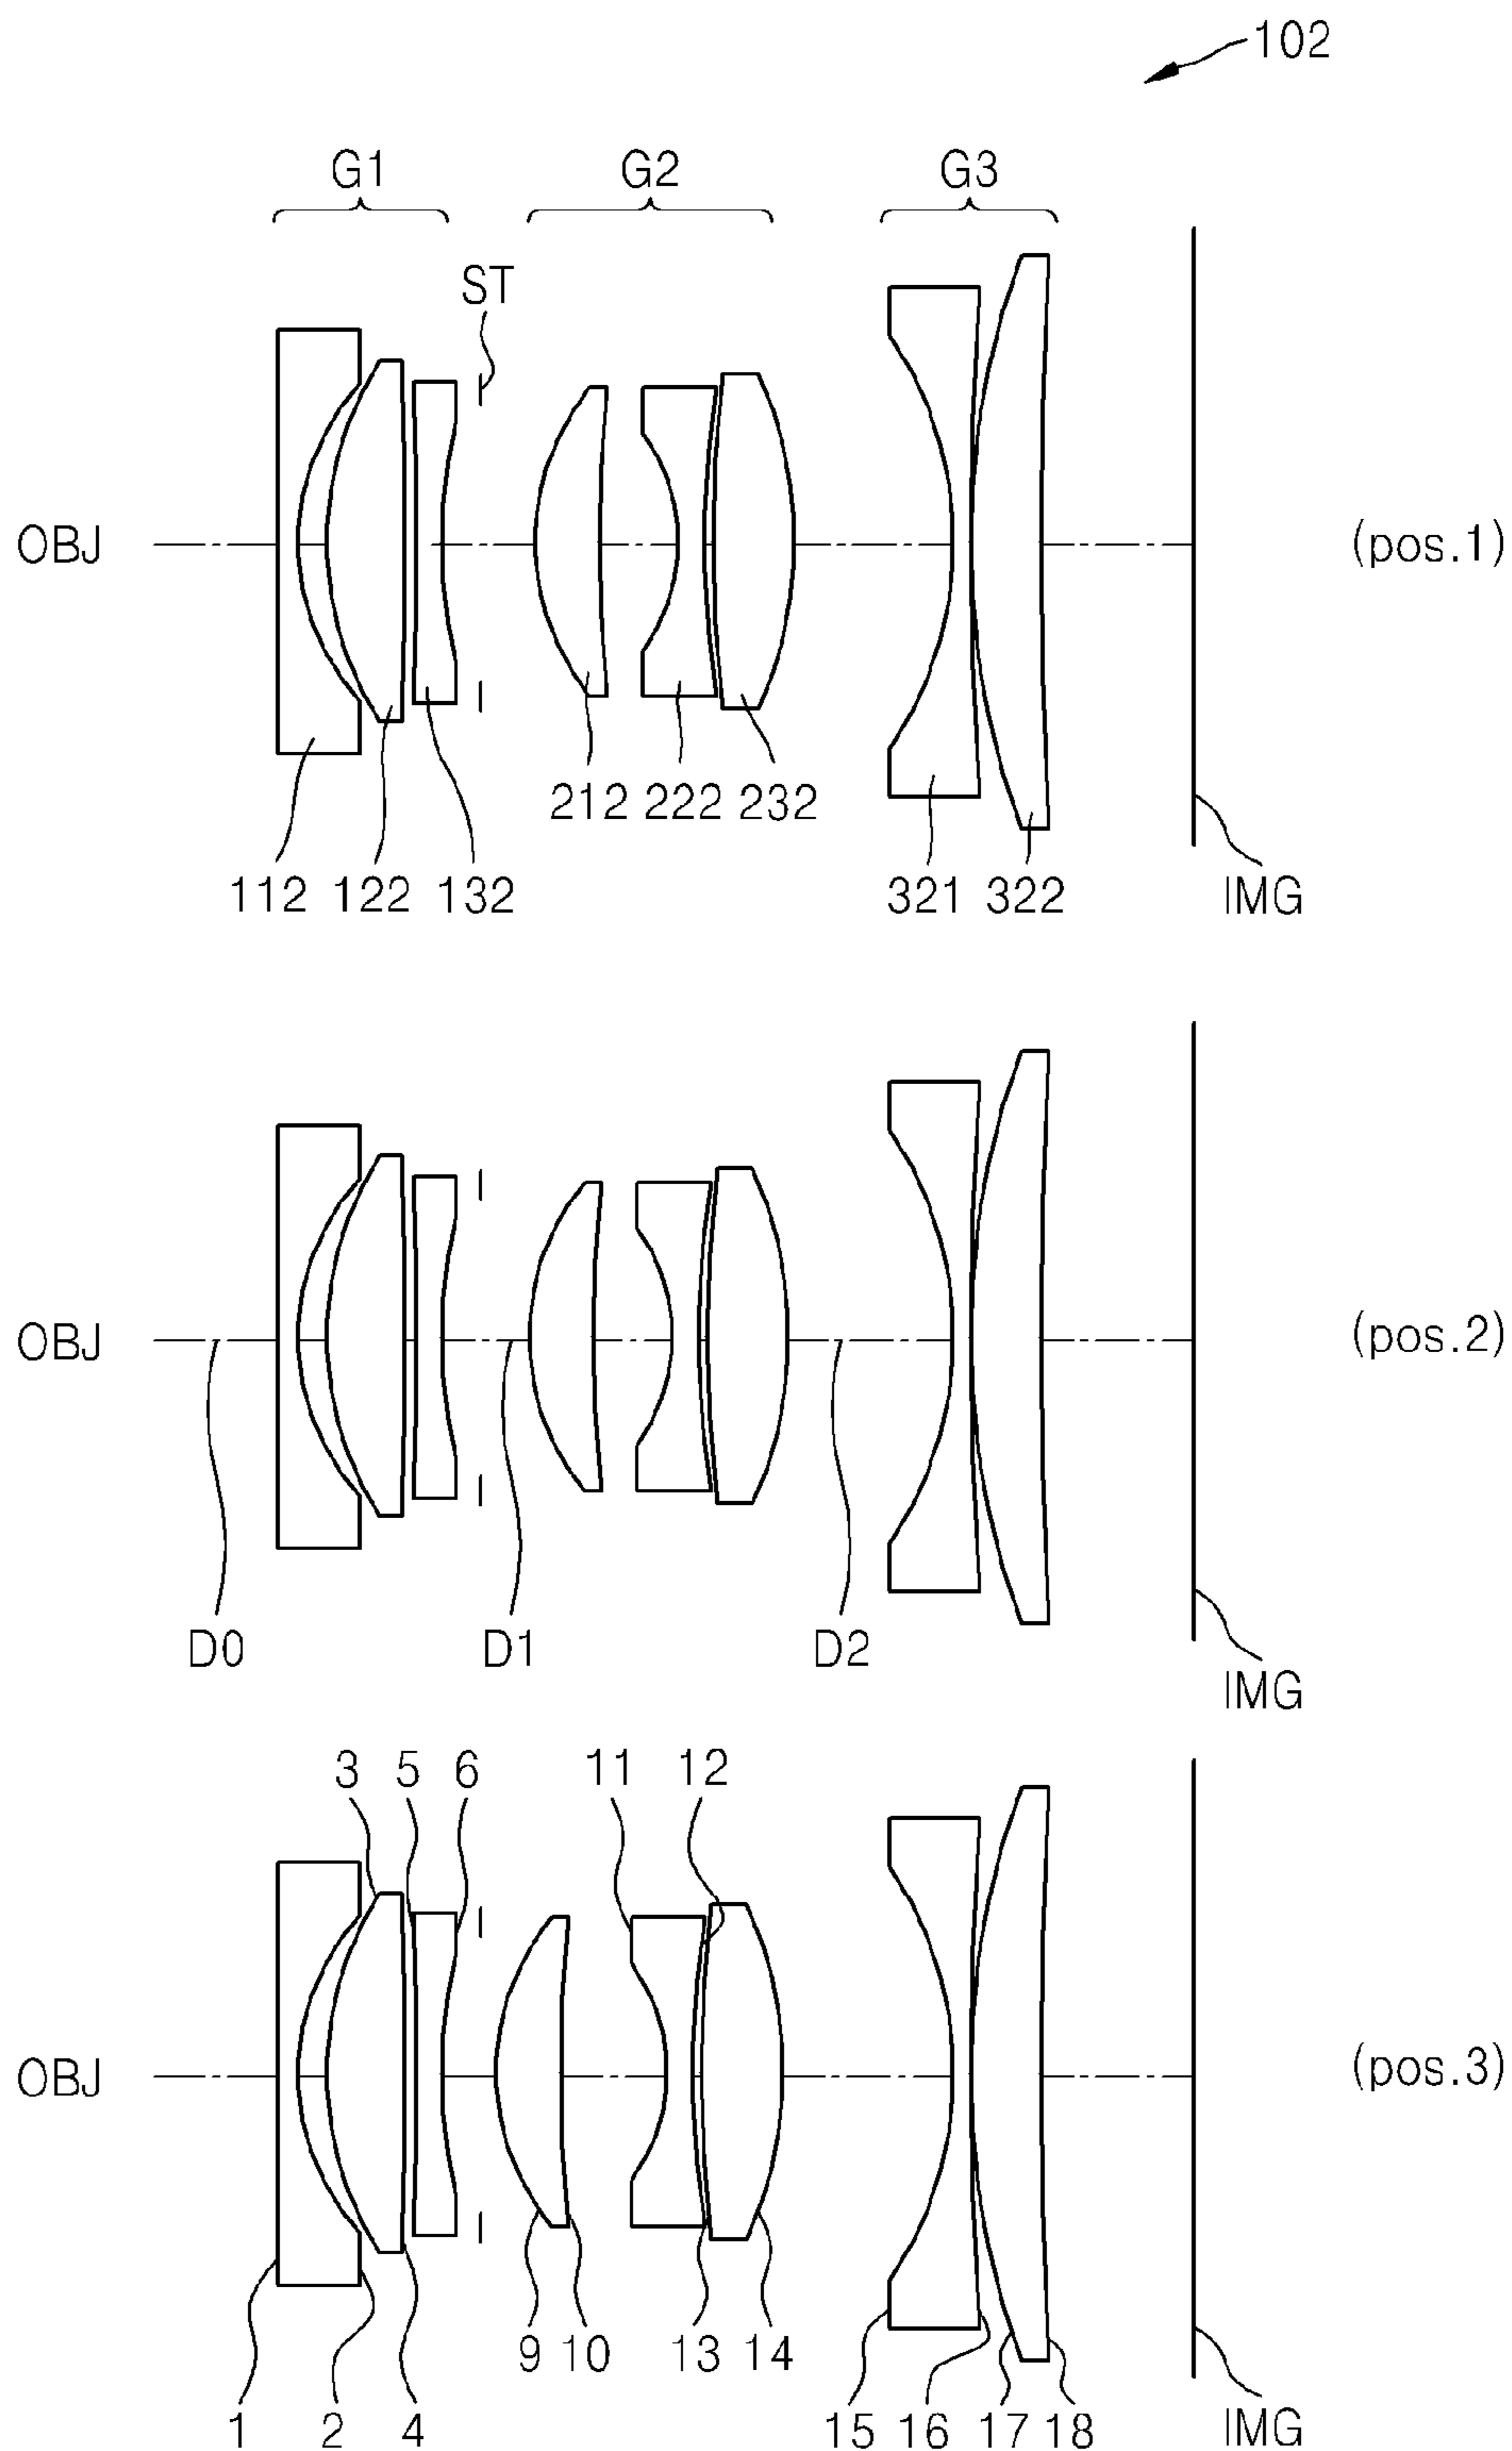 102
G1 G2 G3
ST
OBJ (pos.1)
212 222 232
112 122 132 321 322 IMG
OBJ (pos.2)
D0 D1 D2
IMG
3 5 6 11 12
OBJ (pos.3)
9 10 13 14
1 2 4 15 16 17 18 IMG